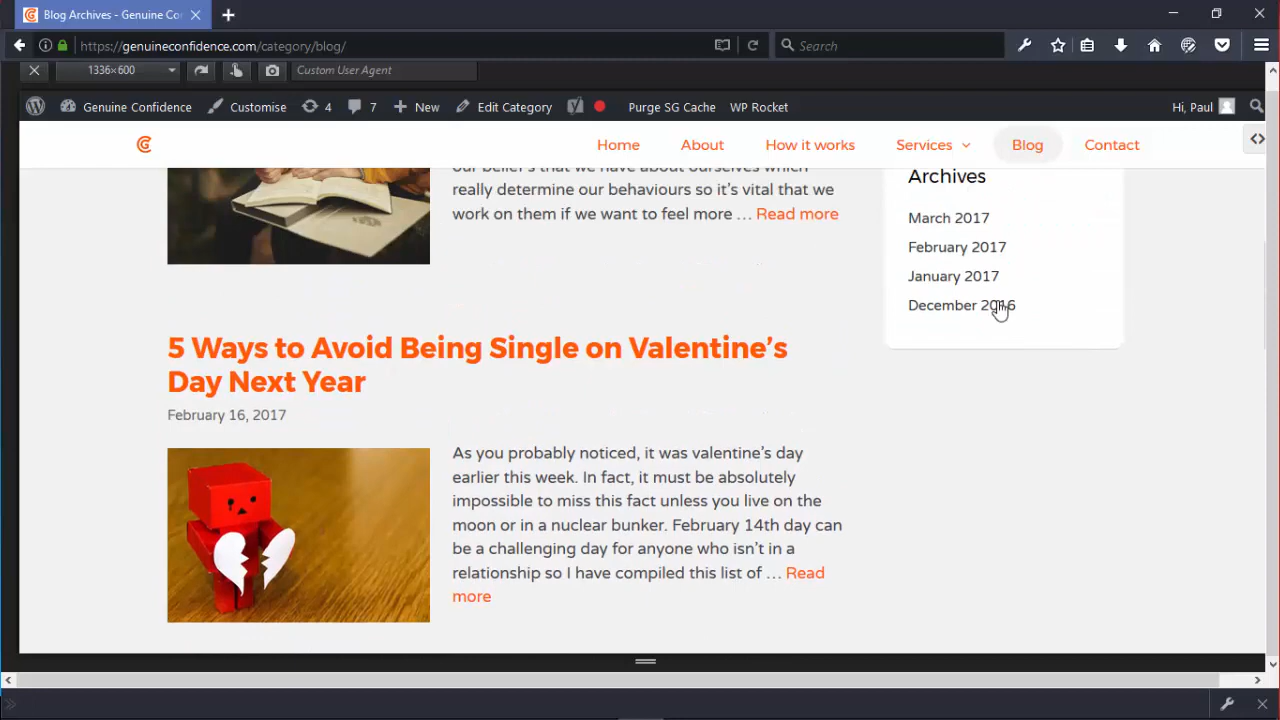 Blog Archives - Genuine Co
https://genuineconfidence.com/category/blog/
Search
1336×600
Custom User Agent
Genuine Confidence
Customise
4
7
New
Edit Category
Purge SG Cache
WP Rocket
Hi, Paul
Home
About
How it works
Services
Blog
Contact
our beliefs that we have about ourselves which
really determine our behaviours so it's vital that we
work on them if we want to feel more … Read more
Archives
March 2017
February 2017
January 2017
December 2016
5 Ways to Avoid Being Single on Valentine's
Day Next Year
February 16, 2017
As you probably noticed, it was valentine's day
earlier this week. In fact, it must be absolutely
impossible to miss this fact unless you live on the
moon or in a nuclear bunker. February 14th day can
be a challenging day for anyone who isn't in a
relationship so I have compiled this list of … Read
more